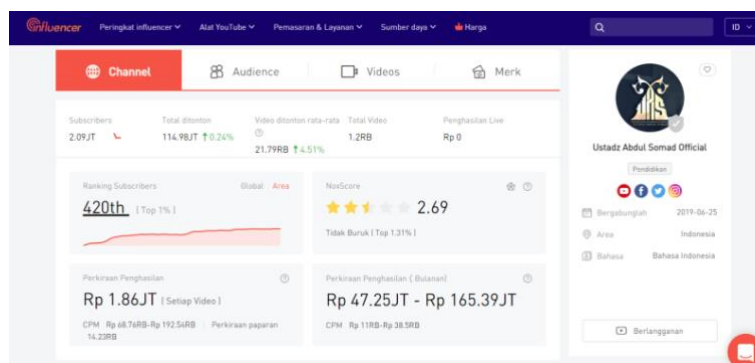 influencer Peringkat influencer Alat YouTube Pemasaran & Layanan Sumber daya Harga ID
Channel Audience Videos Merk
Subscribers Total ditonton Video ditonton rata-rata Total Video Penghasilan Live
2.09JT 114.98JT 0.24% 21.79RB 4.51% 1.2RB Rp 0
Ranking Subscribers Global Area
420th (Top 1%)
NoxScore
2.69
Tidak Buruk (Top 1.31%)
Perkiraan Penghasilan
Rp 1.86JT (Setiap Video)
CPM Rp 68.76RB-Rp 192.54RB Perkiraan paparan
14.23RB
Perkiraan Penghasilan (Bulanan)
Rp 47.25JT - Rp 165.39JT
CPM Rp 11RB-Rp 38.5RB
UAS
Ustadz Abdul Somad Official
Pendidikan
Bergabunglah 2019-06-25
Area Indonesia
Bahasa Bahasa Indonesia
Berlangganan